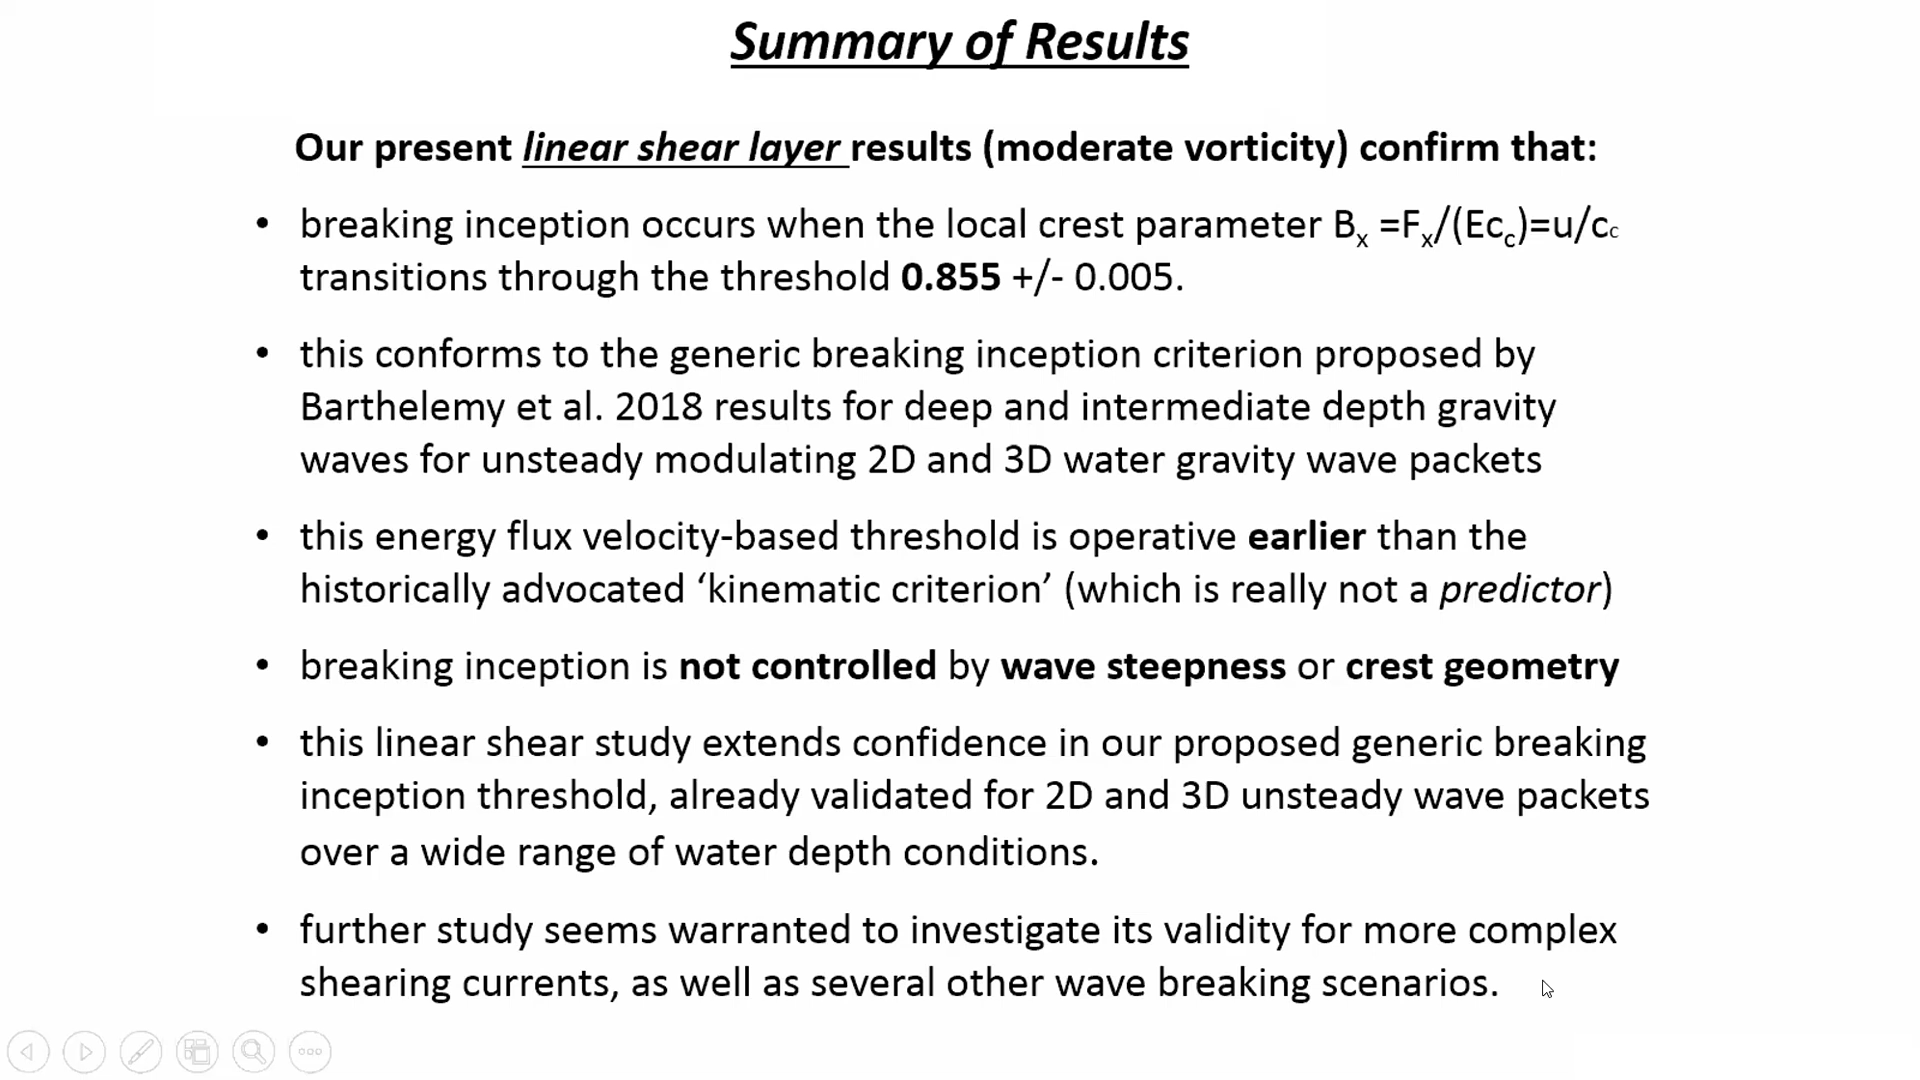 Summary of Results
Our present linear shear layer results (moderate vorticity) confirm that:
• breaking inception occurs when the local crest parameter Bx =Fx/(Ecc)=u/cc
transitions through the threshold 0.855 +/- 0.005.
• this conforms to the generic breaking inception criterion proposed by
Barthelemy et al. 2018 results for deep and intermediate depth gravity
waves for unsteady modulating 2D and 3D water gravity wave packets
• this energy flux velocity-based threshold is operative earlier than the
historically advocated ‘kinematic criterion’ (which is really not a predictor)
• breaking inception is not controlled by wave steepness or crest geometry
• this linear shear study extends confidence in our proposed generic breaking
inception threshold, already validated for 2D and 3D unsteady wave packets
over a wide range of water depth conditions.
• further study seems warranted to investigate its validity for more complex
shearing currents, as well as several other wave breaking scenarios.